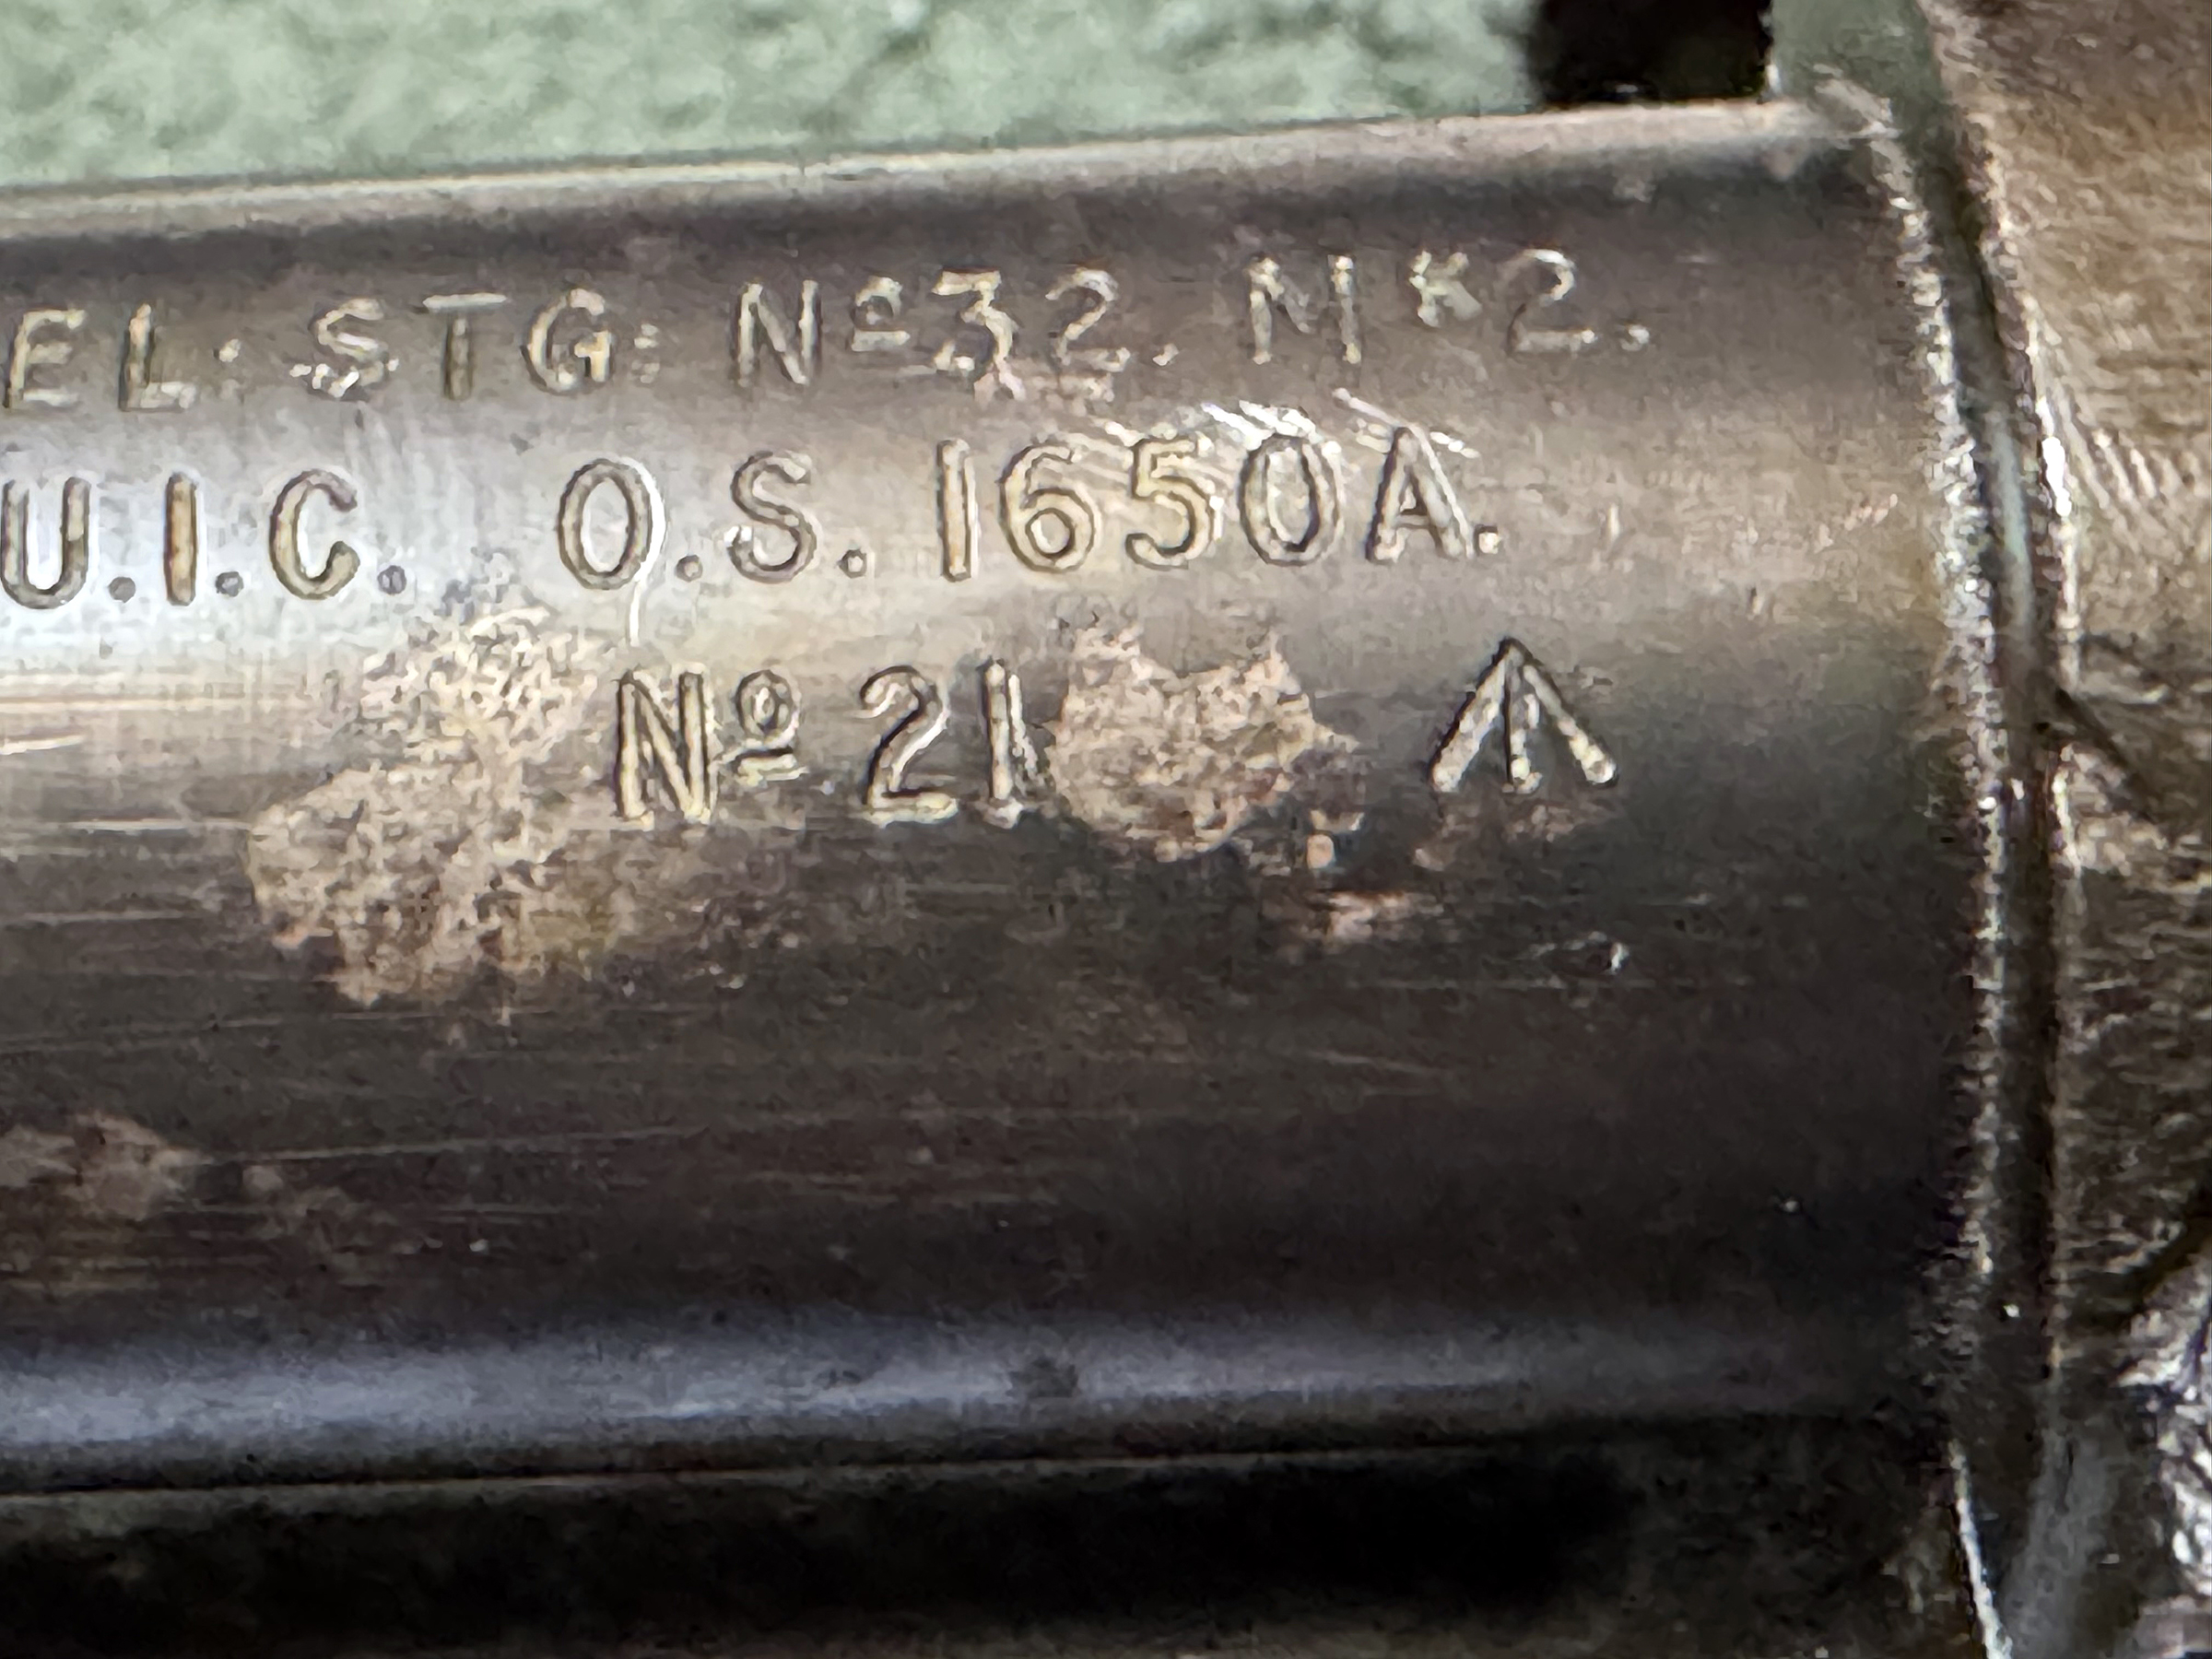 EL. STG: Nº32. MK2.
U.I.C. O.S. 1650A.
Nº 21